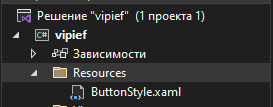 Решение "vipief" (1 проекта 1)
C# vipief
Зависимости
Resources
ButtonStyle.xaml